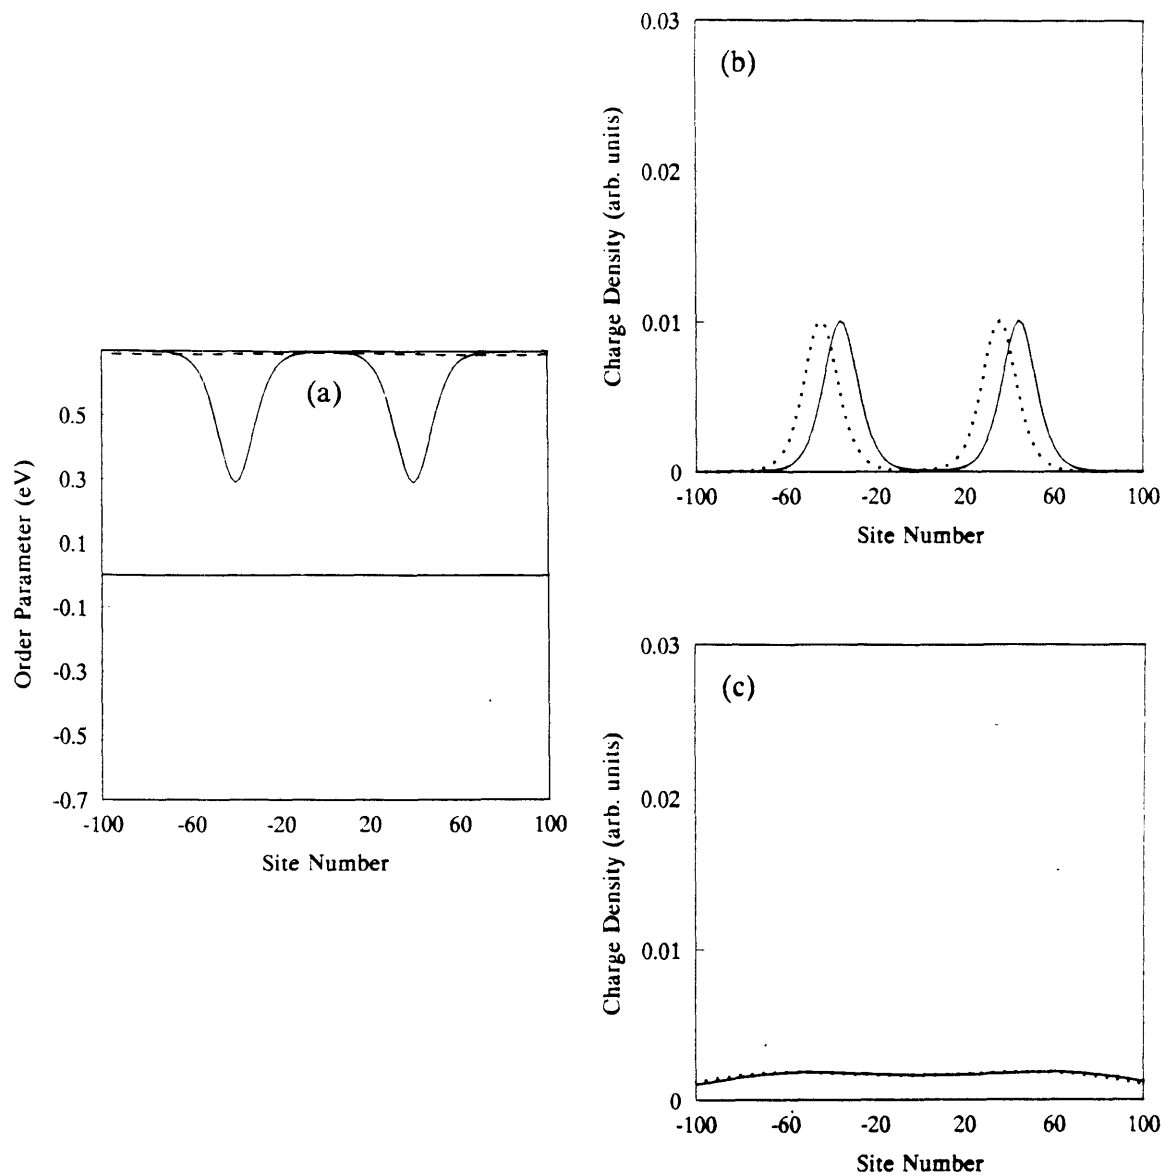 (a)
Order Parameter (eV)
0.5
0.3
0.1
-0.1
-0.3
-0.5
-0.7
-100 -60 -20 20 60 100
Site Number
(b)
Charge Density (arb. units)
0.03
0.02
0.01
0
-100 -60 -20 20 60 100
Site Number
(c)
Charge Density (arb. units)
0.03
0.02
0.01
0
-100 -60 -20 20 60 100
Site Number